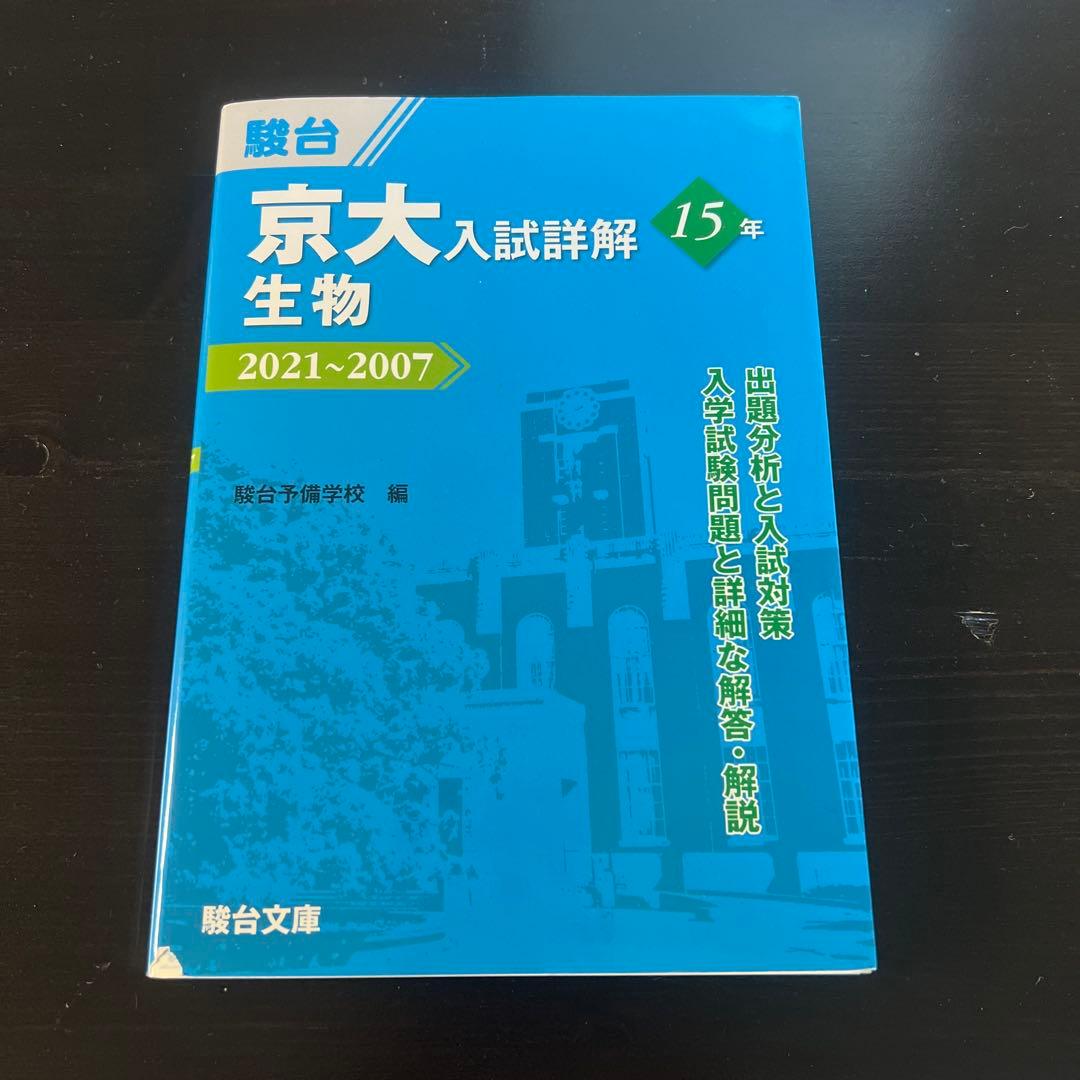 駿台
京大入試詳解 15年
生物
2021~2007
出題分析と入試対策
入学試験問題と詳細な解答・解説
駿台予備学校 編
駿台文庫